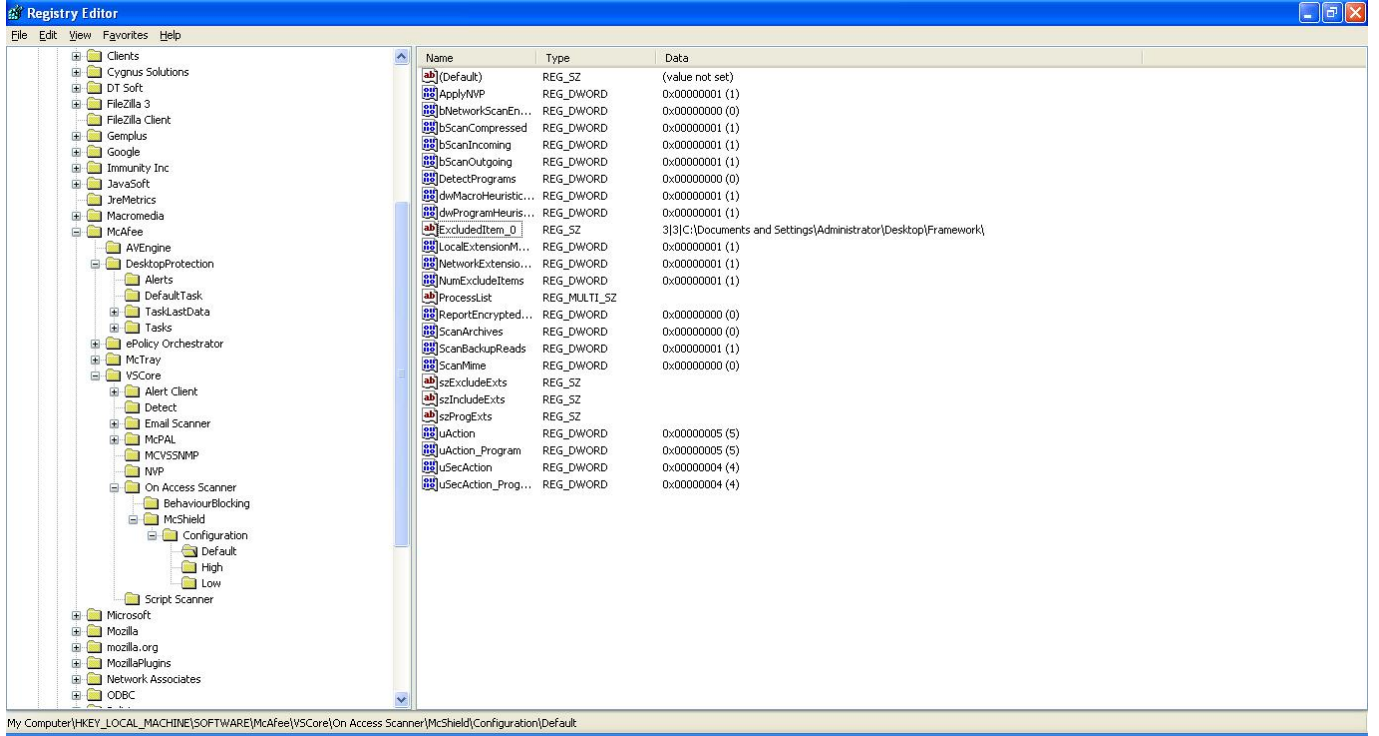 Registry Editor
File Edit View Favorites Help
Clients
Cygnus Solutions
DT Soft
FileZilla 3
FileZilla Client
Gemplus
Google
Immunity Inc
JavaSoft
JreMetrics
Macromedia
McAfee
AVEngine
DesktopProtection
Alerts
DefaultTask
TaskLastData
Tasks
ePolicy Orchestrator
McTray
VSCore
Alert Client
Detect
Email Scanner
McPAL
MCVSSNMP
NVP
On Access Scanner
BehaviourBlocking
McShield
Configuration
Default
High
Low
Script Scanner
Microsoft
Mozilla
mozilla.org
MozillaPlugins
Network Associates
ODBC
Name Type Data
(Default) REG_SZ (value not set)
ApplyNVP REG_DWORD 0x00000001 (1)
bNetworkScanEn... REG_DWORD 0x00000000 (0)
bScanCompressed REG_DWORD 0x00000001 (1)
bScanIncoming REG_DWORD 0x00000001 (1)
bScanOutgoing REG_DWORD 0x00000001 (1)
DetectPrograms REG_DWORD 0x00000000 (0)
dwMacroHeuristic... REG_DWORD 0x00000001 (1)
dwProgramHeuris... REG_DWORD 0x00000001 (1)
ExcludedItem_0 REG_SZ 3|3|C:\Documents and Settings\Administrator\Desktop\Framework\
LocalExtensionM... REG_DWORD 0x00000001 (1)
NetworkExtensio... REG_DWORD 0x00000001 (1)
NumExcludeItems REG_DWORD 0x00000001 (1)
ProcessList REG_MULTI_SZ
ReportEncrypted... REG_DWORD 0x00000000 (0)
ScanArchives REG_DWORD 0x00000000 (0)
ScanBackupReads REG_DWORD 0x00000001 (1)
ScanMime REG_DWORD 0x00000000 (0)
szExcludeExts REG_SZ
szIncludeExts REG_SZ
szProgExts REG_SZ
uAction REG_DWORD 0x00000005 (5)
uAction_Program REG_DWORD 0x00000005 (5)
uSecAction REG_DWORD 0x00000004 (4)
uSecAction_Prog... REG_DWORD 0x00000004 (4)
My Computer\HKEY_LOCAL_MACHINE\SOFTWARE\McAfee\VSCore\On Access Scanner\McShield\Configuration\Default